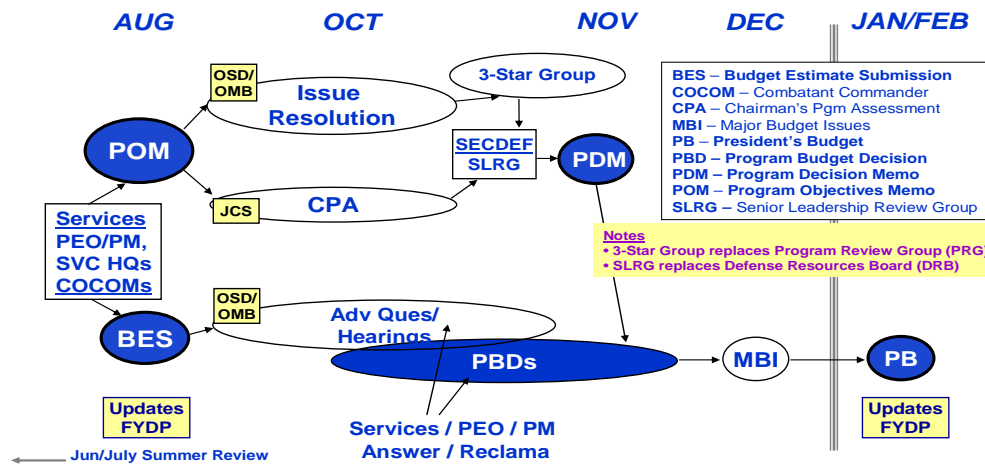 AUG OCT NOV DEC JAN/FEB
OSD/
OMB
Issue
Resolution
3-Star Group
POM
SECDEF
SLRG
PDM
JCS
CPA
Services
PEO/PM,
SVC HQs
COCOMs
BES – Budget Estimate Submission
COCOM – Combatant Commander
CPA – Chairman's Pgm Assessment
MBI – Major Budget Issues
PB – President's Budget
PBD – Program Budget Decision
PDM – Program Decision Memo
POM – Program Objectives Memo
SLRG – Senior Leadership Review Group
Notes
• 3-Star Group replaces Program Review Group (PRG)
• SLRG replaces Defense Resources Board (DRB)
OSD/
OMB
BES
Adv Ques/
Hearings
PBDs
MBI
PB
Updates
FYDP
Services / PEO / PM
Answer / Reclama
Updates
FYDP
Jun/July Summer Review